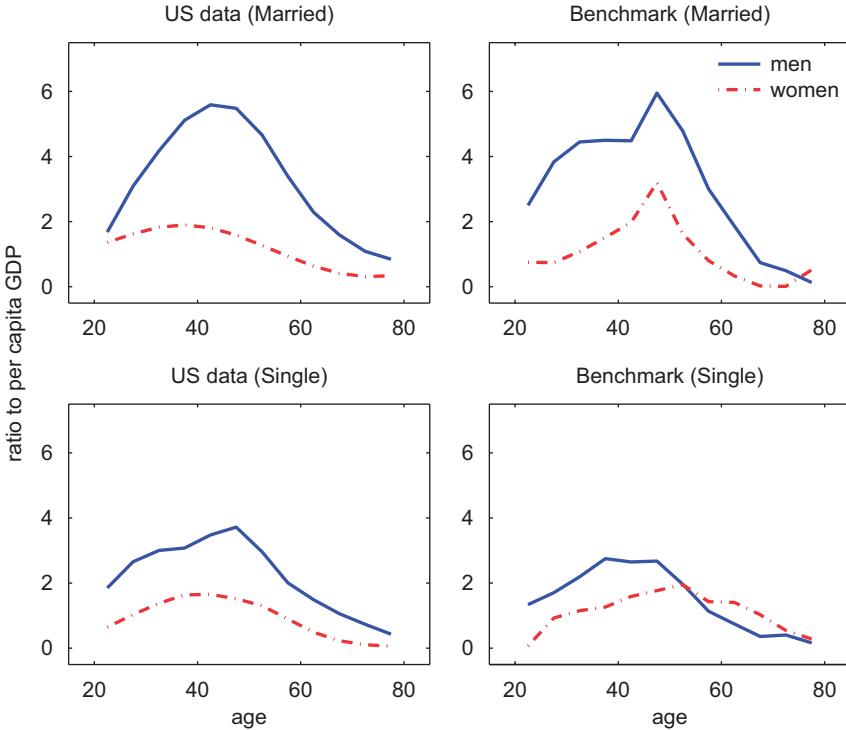 US data (Married)
Benchmark (Married)
men
women
6
4
2
0
20 40 60 80
6
4
2
0
20 40 60 80
ratio to per capita GDP
US data (Single)
Benchmark (Single)
6
4
2
0
20 40 60 80
age
6
4
2
0
20 40 60 80
age